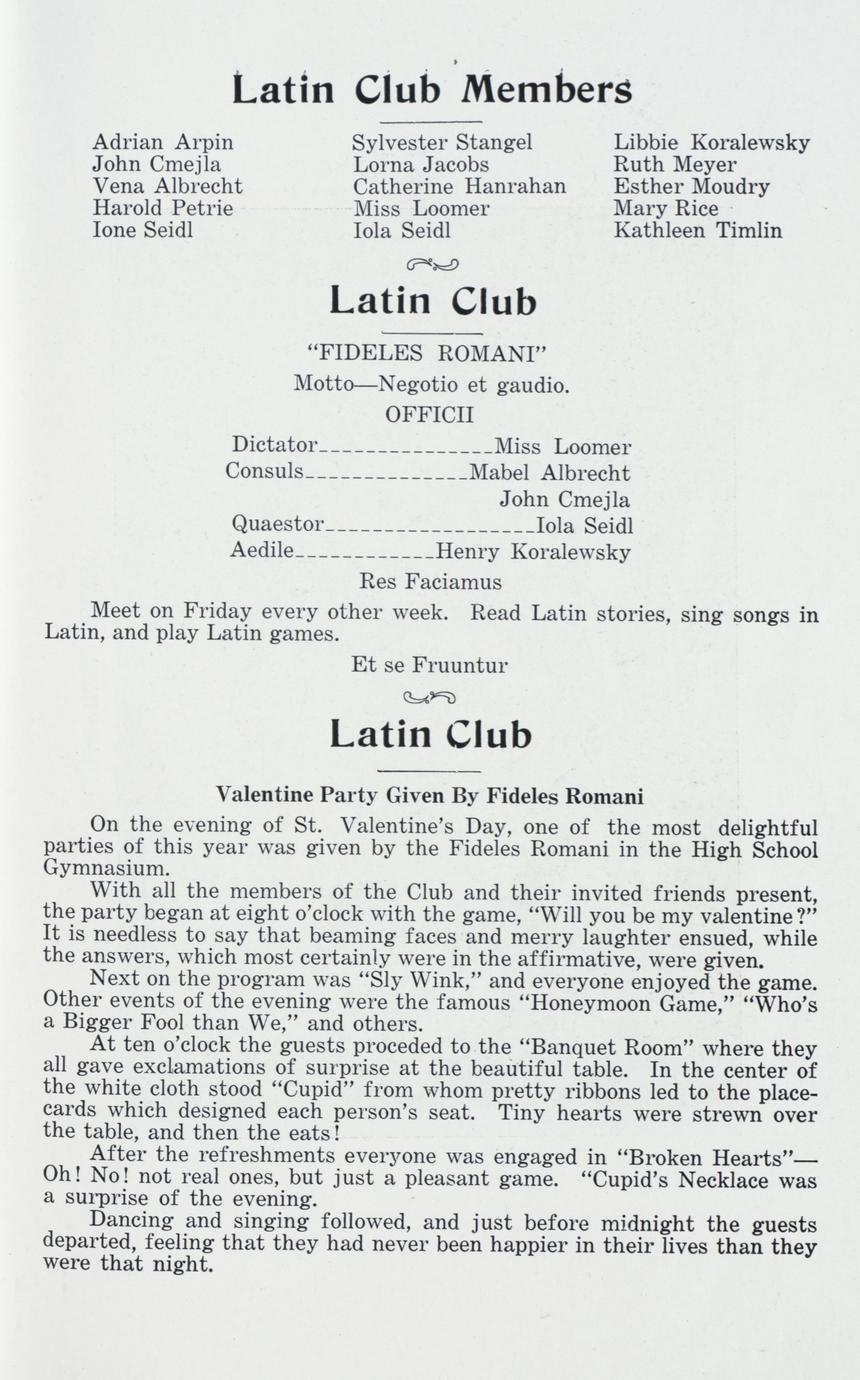 Latin Club Members
Adrian Arpin
John Cmejla
Vena Albrecht
Harold Petrie
Ione Seidl
Sylvester Stangel
Lorna Jacobs
Catherine Hanrahan
Miss Loomer
Iola Seidl
Libbie Koralewsky
Ruth Meyer
Esther Moudry
Mary Rice
Kathleen Timlin
Latin Club
“FIDELES ROMANI”
Motto—Negotio et gaudio.
OFFICII
Dictator_______________Miss Loomer
Consuls______________Mabel Albrecht
John Cmejla
Quaestor__________________Iola Seidl
Aedile____________Henry Koralewsky
Res Faciamus
Meet on Friday every other week. Read Latin stories, sing songs in
Latin, and play Latin games.
Et se Fruuntur
Latin Club
Valentine Party Given By Fideles Romani
On the evening of St. Valentine’s Day, one of the most delightful
parties of this year was given by the Fideles Romani in the High School
Gymnasium.
With all the members of the Club and their invited friends present,
the party began at eight o’clock with the game, “Will you be my valentine?”
It is needless to say that beaming faces and merry laughter ensued, while
the answers, which most certainly were in the affirmative, were given.
Next on the program was “Sly Wink,” and everyone enjoyed the game.
Other events of the evening were the famous “Honeymoon Game,” “Who’s
a Bigger Fool than We,” and others.
At ten o’clock the guests proceded to the “Banquet Room” where they
all gave exclamations of surprise at the beautiful table. In the center of
the white cloth stood “Cupid” from whom pretty ribbons led to the place-
cards which designed each person’s seat. Tiny hearts were strewn over
the table, and then the eats!
After the refreshments everyone was engaged in “Broken Hearts”—
Oh! No! not real ones, but just a pleasant game. “Cupid’s Necklace was
a surprise of the evening.
Dancing and singing followed, and just before midnight the guests
departed, feeling that they had never been happier in their lives than they
were that night.